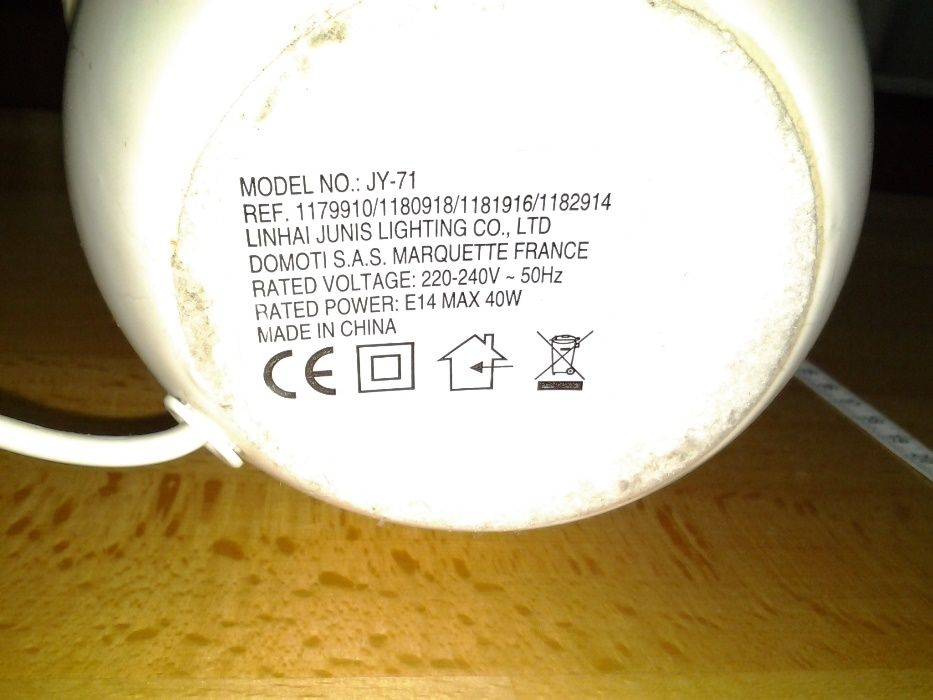 MODEL NO.: JY-71
REF. 1179910/1180918/1181916/1182914
LINHAI JUNIS LIGHTING CO., LTD
DOMOTI S.A.S. MARQUETTE FRANCE
RATED VOLTAGE: 220-240V ~ 50Hz
RATED POWER: E14 MAX 40W
MADE IN CHINA
CE